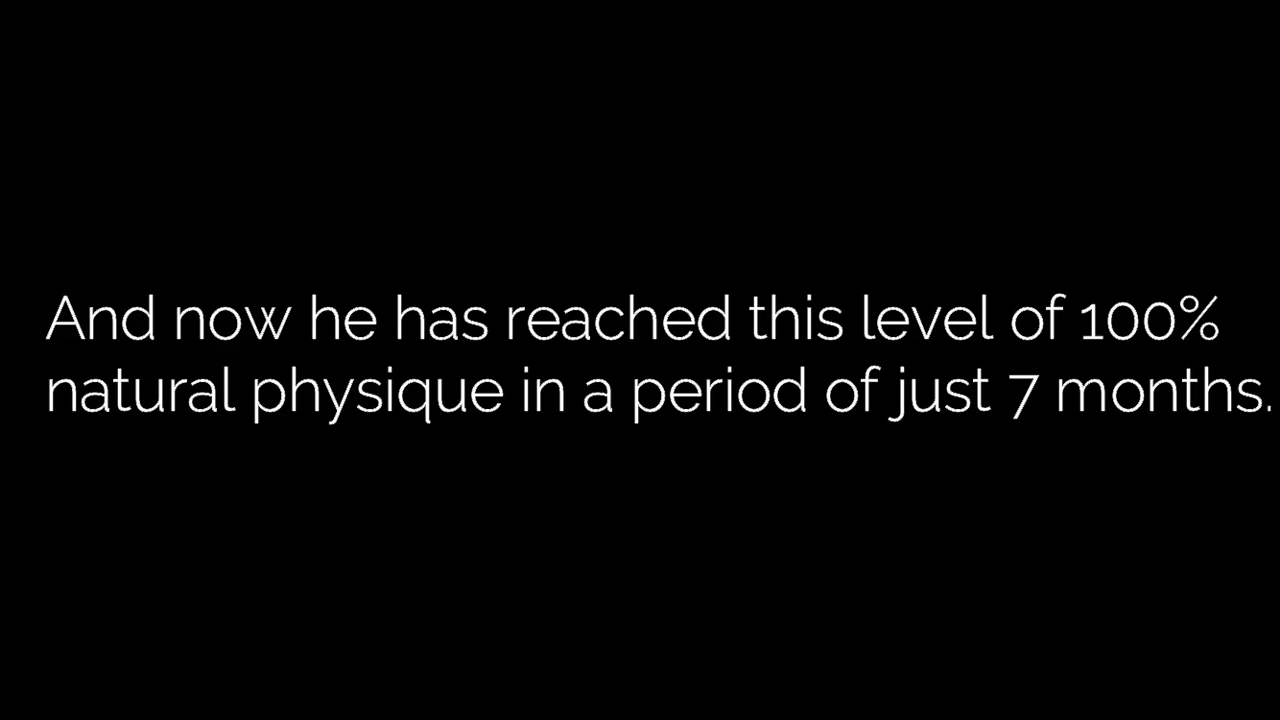 And now he has reached this level of 100%
natural physique in a period of just 7 months.